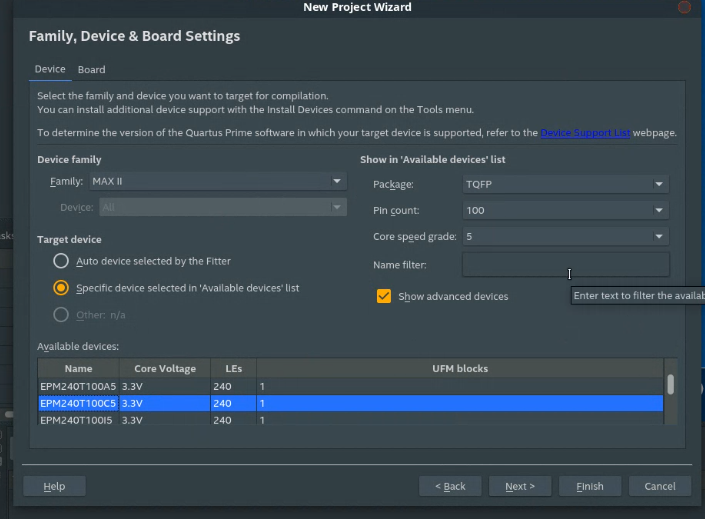 New Project Wizard
Family, Device & Board Settings
Device Board
Select the family and device you want to target for compilation.
You can install additional device support with the Install Devices command on the Tools menu.
To determine the version of the Quartus Prime software in which your target device is supported, refer to the Device Support List webpage.
Device family
Family: MAX II
Device: All
Show in 'Available devices' list
Package: TQFP
Pin count: 100
Core speed grade: 5
Name filter:
Show advanced devices
Enter text to filter the availab
Target device
Auto device selected by the Fitter
Specific device selected in 'Available devices' list
Other: n/a
Available devices:
Name Core Voltage LEs UFM blocks
EPM240T100A5 3.3V 240 1
EPM240T100C5 3.3V 240 1
EPM240T100I5 3.3V 240 1
Help < Back Next > Finish Cancel